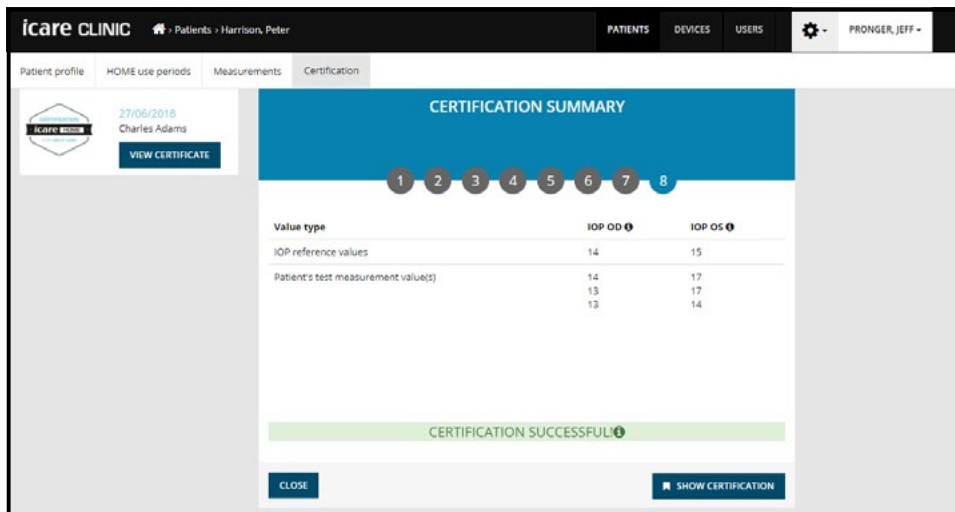 icare CLINIC > Patients > Harrison, Peter PATIENTS DEVICES USERS PRONGER, JEFF
Patient profile HOME use periods Measurements Certification
27/06/2018
Charles Adams
VIEW CERTIFICATE
CERTIFICATION
icare HOME
CERTIFICATION SUMMARY
1 2 3 4 5 6 7 8
Value type IOP OD IOP OS
IOP reference values 14 15
Patient's test measurement value(s) 14 17
13 17
13 14
CERTIFICATION SUCCESSFUL!
CLOSE SHOW CERTIFICATION